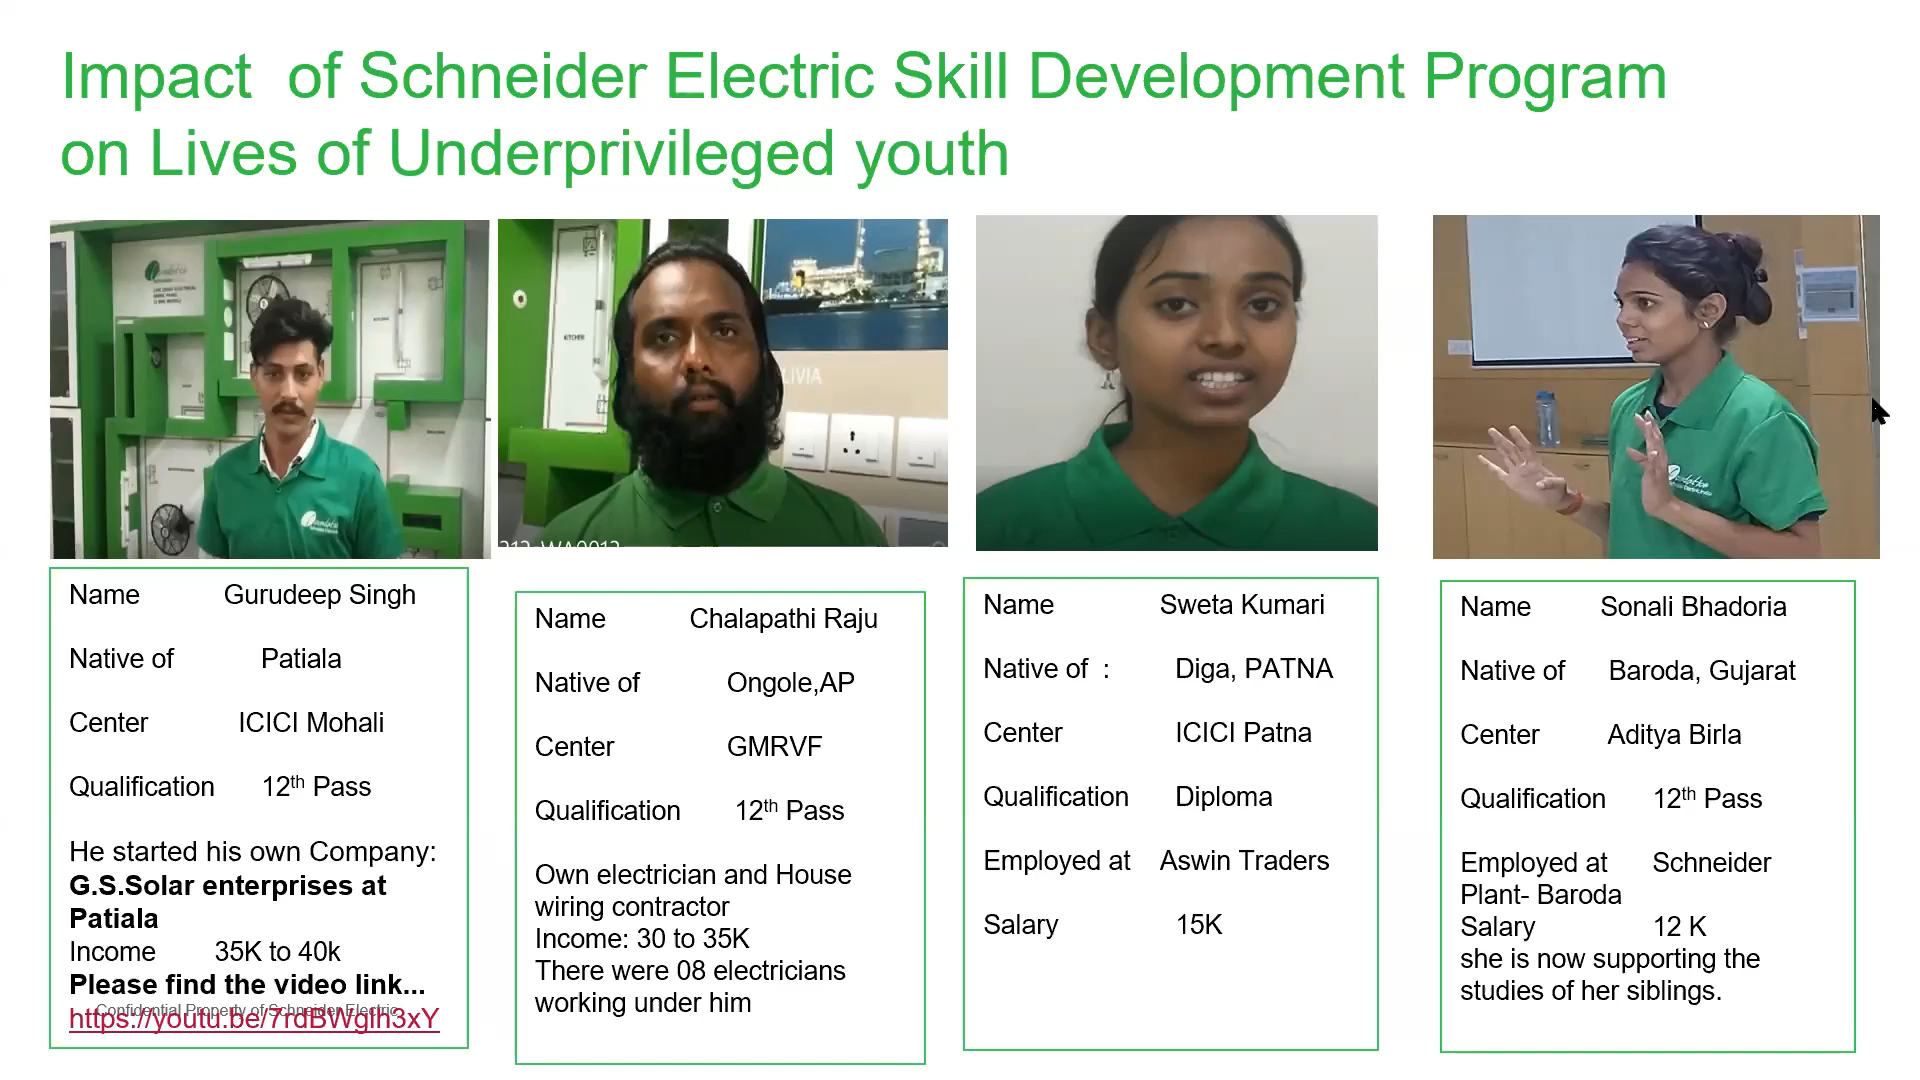 Impact of Schneider Electric Skill Development Program
on Lives of Underprivileged youth
KITCHEN
LIVIA
Name Gurudeep Singh
Native of Patiala
Center ICICI Mohali
Qualification 12th Pass
He started his own Company:
G.S.Solar enterprises at
Patiala
Income 35K to 40k
Please find the video link...
Confidential Property of Schneider Electric
https://youtu.be/7rdBWglh3xY
Name Chalapathi Raju
Native of Ongole,AP
Center GMRVF
Qualification 12th Pass
Own electrician and House
wiring contractor
Income: 30 to 35K
There were 08 electricians
working under him
Name Sweta Kumari
Native of : Diga, PATNA
Center ICICI Patna
Qualification Diploma
Employed at Aswin Traders
Salary 15K
Name Sonali Bhadoria
Native of Baroda, Gujarat
Center Aditya Birla
Qualification 12th Pass
Employed at Schneider
Plant- Baroda
Salary 12 K
she is now supporting the
studies of her siblings.